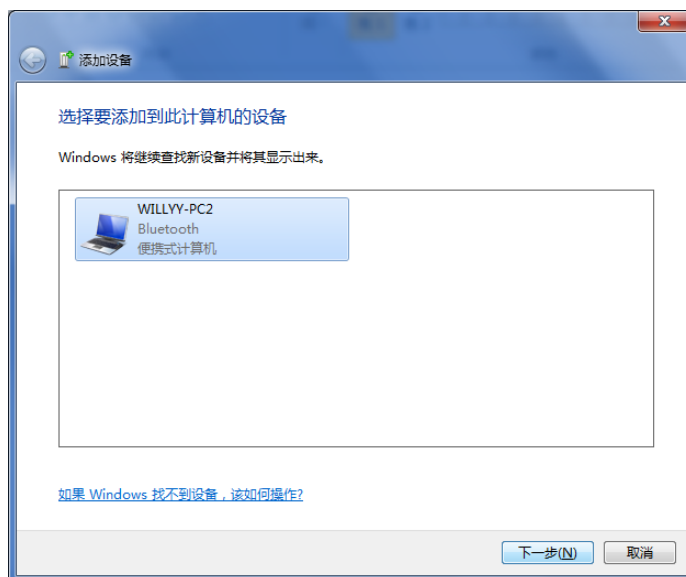 添加设备
选择要添加到此计算机的设备
Windows 将继续查找新设备并将其显示出来。
WILLYY-PC2
Bluetooth
便携式计算机
如果 Windows 找不到设备，该如何操作?
下一步(N)
取消